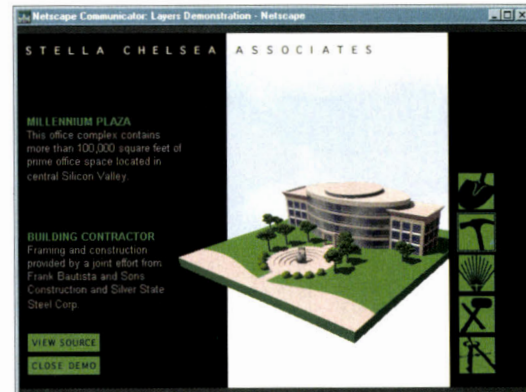 Netscape Communicator: Layers Demonstration - Netscape
STELLA CHELSEA ASSOCIATES
MILLENNIUM PLAZA
This office complex contains
more than 100,000 square feet of
prime office space located in
central Silicon Valley.
BUILDING CONTRACTOR
Framing and construction
provided by a joint effort from
Frank Bautista and Sons
Construction and Silver State
Steel Corp.
VIEW SOURCE
CLOSE DEMO